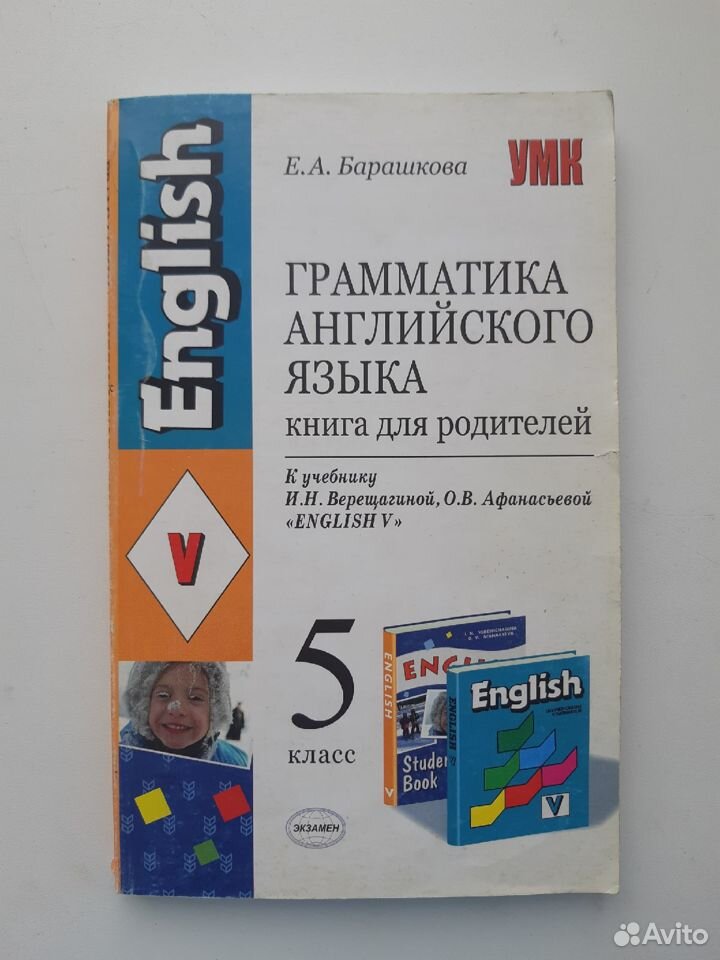 English
Е.А. Барашкова
УМК
ГРАММАТИКА
АНГЛИЙСКОГО
ЯЗЫКА
книга для родителей
К учебнику
И.Н. Верещагиной, О.В. Афанасьевой
«ENGLISH V»
V
5
класс
ЭКЗАМЕН
ENGLISH
Student
Book
V
ENGLISH
English
V
Avito